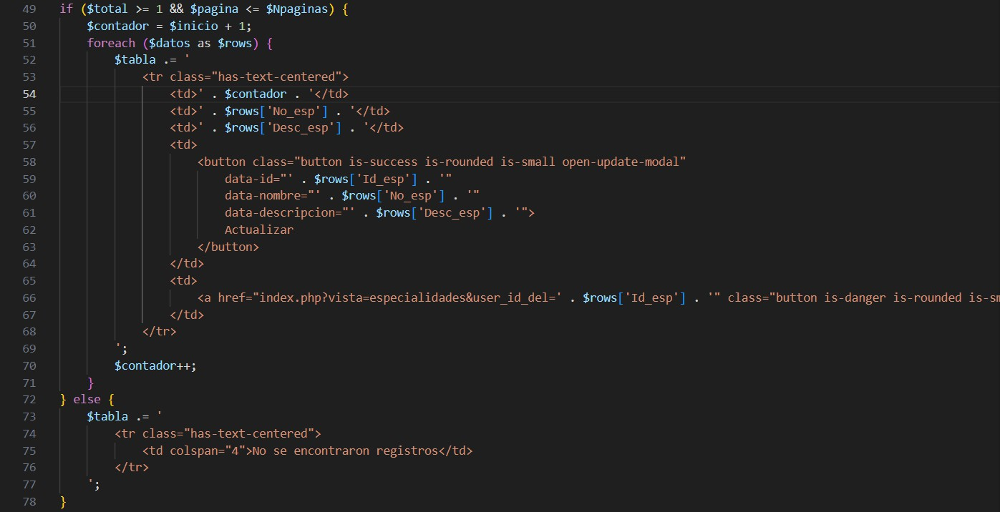 49 if ($total >= 1 && $pagina <= $Npaginas) {
50     $contador = $inicio + 1;
51     foreach ($datos as $rows) {
52         $tabla .= '
53             <tr class="has-text-centered">
54                 <td>' . $contador . '</td>
55                 <td>' . $rows['No_esp'] . '</td>
56                 <td>' . $rows['Desc_esp'] . '</td>
57                 <td>
58                     <button class="button is-success is-rounded is-small open-update-modal"
59                         data-id="' . $rows['Id_esp'] . '"
60                         data-nombre="' . $rows['No_esp'] . '"
61                         data-descripcion="' . $rows['Desc_esp'] . '">
62                         Actualizar
63                     </button>
64                 </td>
65                 <td>
66                     <a href="index.php?vista=especialidades&user_id_del=' . $rows['Id_esp'] . '" class="button is-danger is-rounded is-sm
67                 </td>
68             </tr>
69         ';
70         $contador++;
71     }
72 } else {
73     $tabla .= '
74         <tr class="has-text-centered">
75             <td colspan="4">No se encontraron registros</td>
76         </tr>
77     ';
78 }